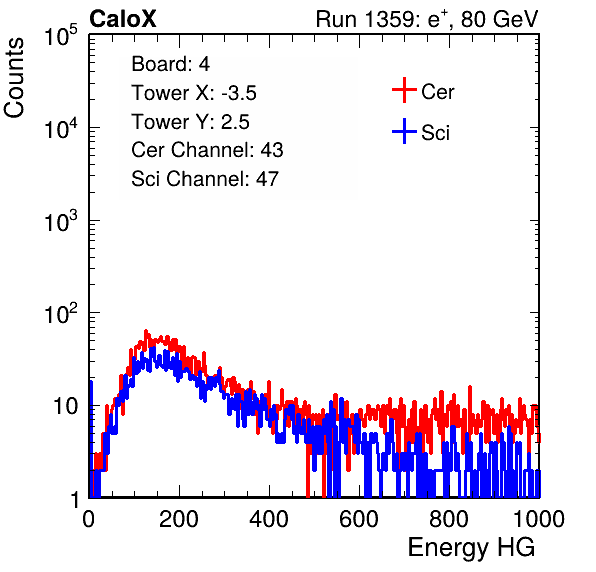 CaloX Run 1359: e+, 80 GeV
Counts
Board: 4
Tower X: -3.5
Tower Y: 2.5
Cer Channel: 43
Sci Channel: 47
Cer
Sci
10^5
10^4
10^3
10^2
10
1
0 200 400 600 800 1000
Energy HG